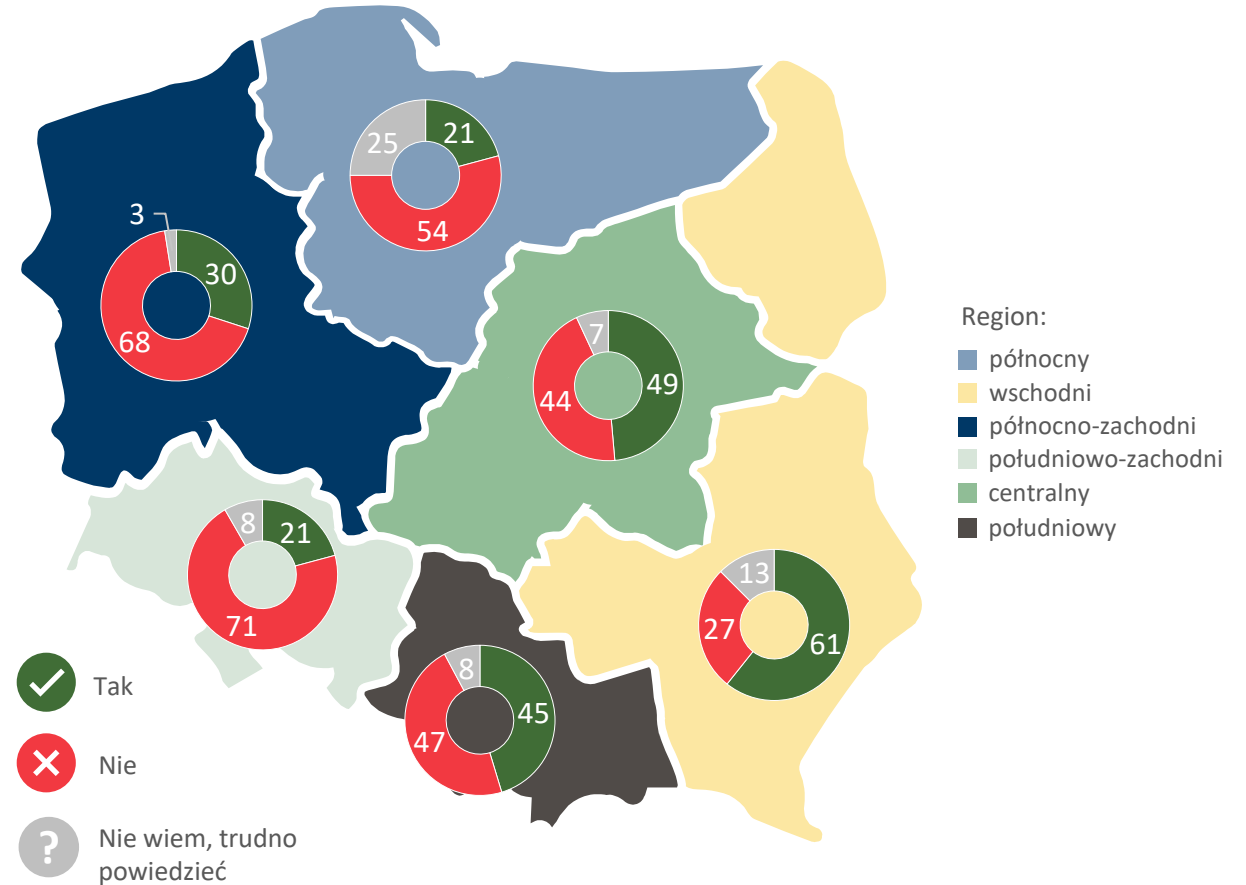 25
21
54
3
30
68
7
49
44
Region:
północny
wschodni
północno-zachodni
południowo-zachodni
centralny
południowy
8
21
71
13
27
61
8
45
47
Tak
Nie
?
Nie wiem, trudno
powiedzieć